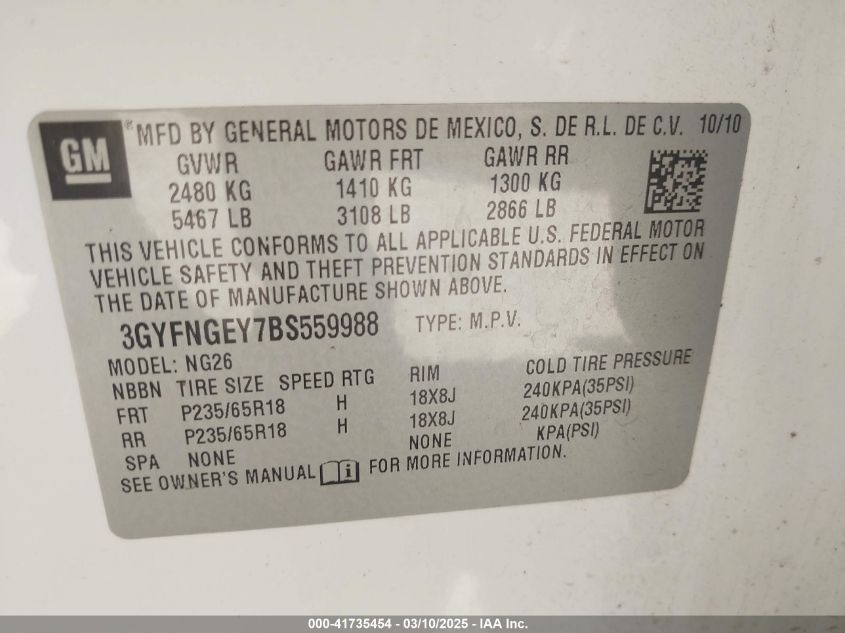 GM ® MFD BY GENERAL MOTORS DE MEXICO, S. DE R.L. DE C.V. 10/10
GVWR GAWR FRT GAWR RR
2480 KG 1410 KG 1300 KG
5467 LB 3108 LB 2866 LB
THIS VEHICLE CONFORMS TO ALL APPLICABLE U.S. FEDERAL MOTOR
VEHICLE SAFETY AND THEFT PREVENTION STANDARDS IN EFFECT ON
THE DATE OF MANUFACTURE SHOWN ABOVE.
3GYFNGEY7BS559988 TYPE: M.P.V.
MODEL: NG26
NBBN TIRE SIZE SPEED RTG RIM COLD TIRE PRESSURE
FRT P235/65R18 H 18X8J 240KPA(35PSI)
RR P235/65R18 H 18X8J 240KPA(35PSI)
SPA NONE NONE KPA(PSI)
SEE OWNER'S MANUAL i FOR MORE INFORMATION.
000-41735454 - 03/10/2025 - IAA Inc.